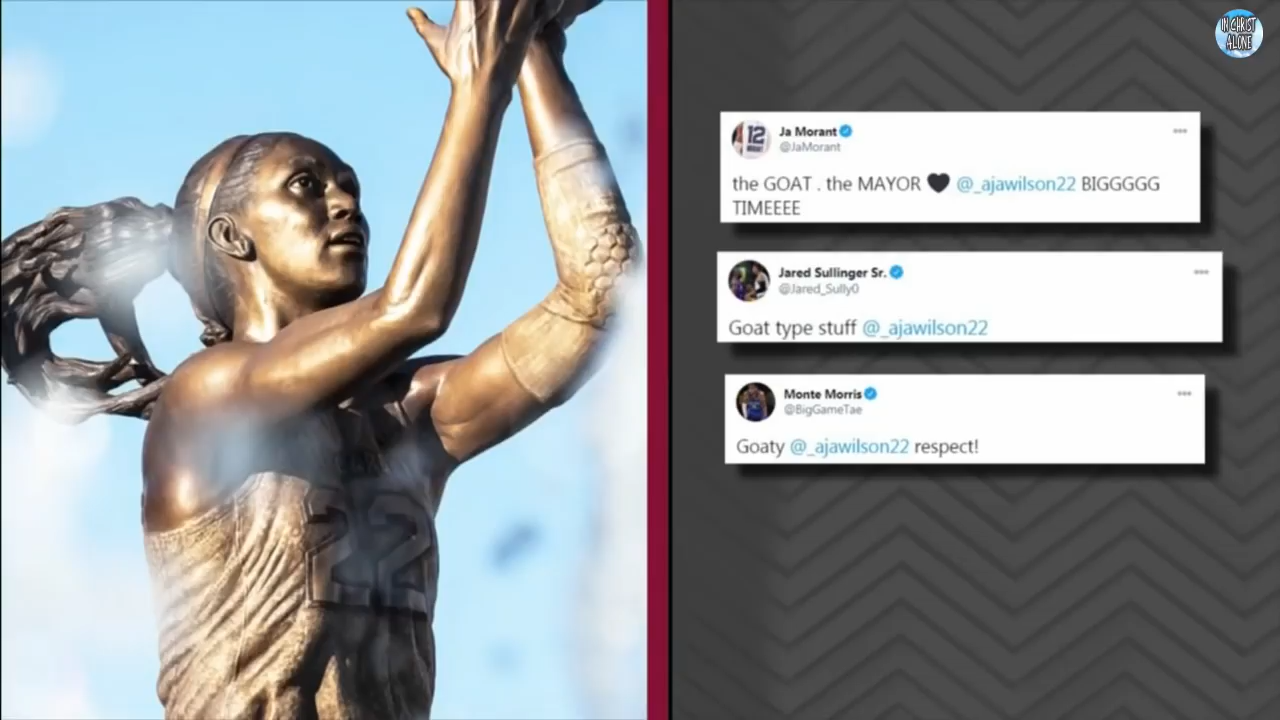 IN CHRIST
ALONE
12
Ja Morant
@JaMorant
the GOAT . the MAYOR 🖤 @_ajawilson22 BIGGGGG
TIMEEEE
Jared Sullinger Sr.
@Jared_Sully0
Goat type stuff @_ajawilson22
Monte Morris
@BigGameTae
Goaty @_ajawilson22 respect!
22